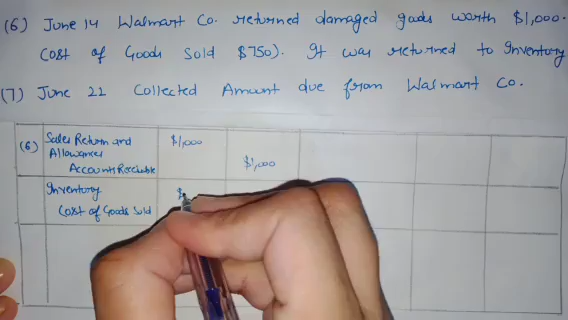 (6) June 14 Walmart Co. returned damaged goods worth $1,000.
Cost of Goods Sold $750). It was returned to Inventory
(7) June 21 Collected Amount due from Walmart Co.
(6) Sales Return and $1,000
Allowances
Accounts Receivable $1,000
Inventory $
Cost of Goods Sold